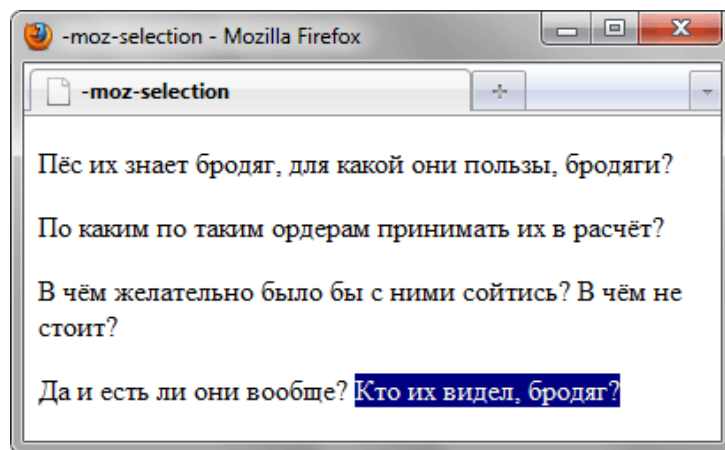 -moz-selection - Mozilla Firefox
-moz-selection
Пёс их знает бродяг, для какой они пользы, бродяги?
По каким по таким ордерам принимать их в расчёт?
В чём желательно было бы с ними сойтись? В чём не
стоит?
Да и есть ли они вообще? Кто их видел, бродяг?